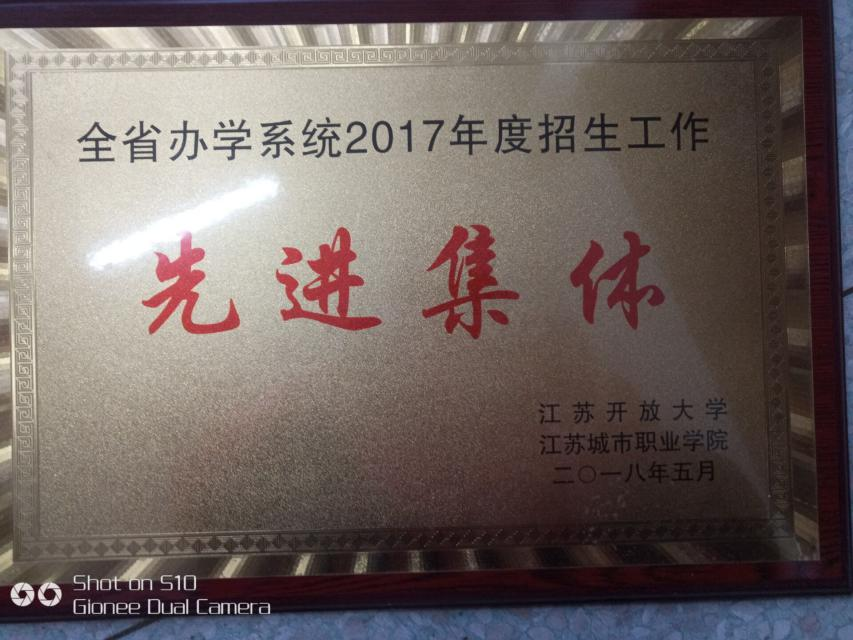 全省办学系统2017年度招生工作
先进集体
江苏开放大学
江苏城市职业学院
二〇一八年五月
Shot on S10
Gionee Dual Camera